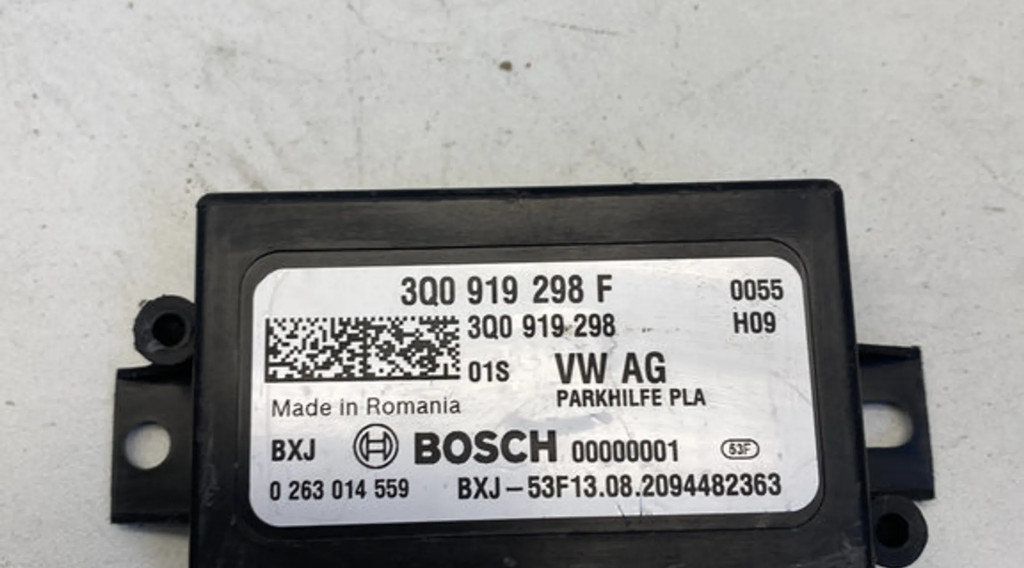 3Q0 919 298 F 0055
3Q0 919 298 H09
01S VW AG
PARKHILFE PLA
Made in Romania
BXJ BOSCH 00000001 53F
0 263 014 559 BXJ-53F13.08.2094482363